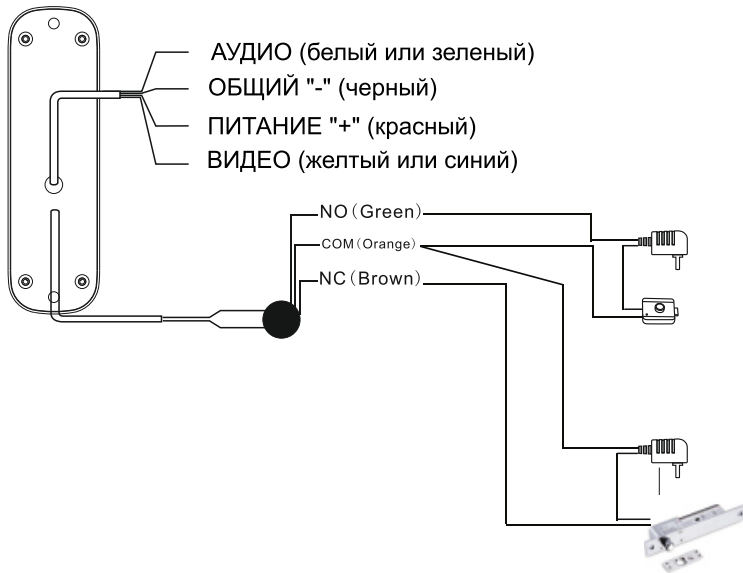 АУДИО (белый или зеленый)
ОБЩИЙ "-" (черный)
ПИТАНИЕ "+" (красный)
ВИДЕО (желтый или синий)
NO (Green)
COM (Orange)
NC (Brown)